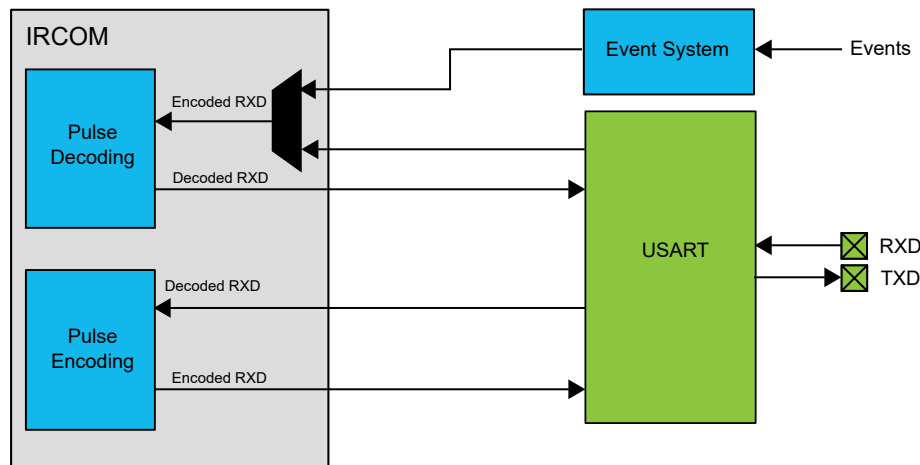 IRCOM
Event System
Events
Encoded RXD
Pulse
Decoding
Decoded RXD
USART
RXD
TXD
Decoded RXD
Pulse
Encoding
Encoded RXD